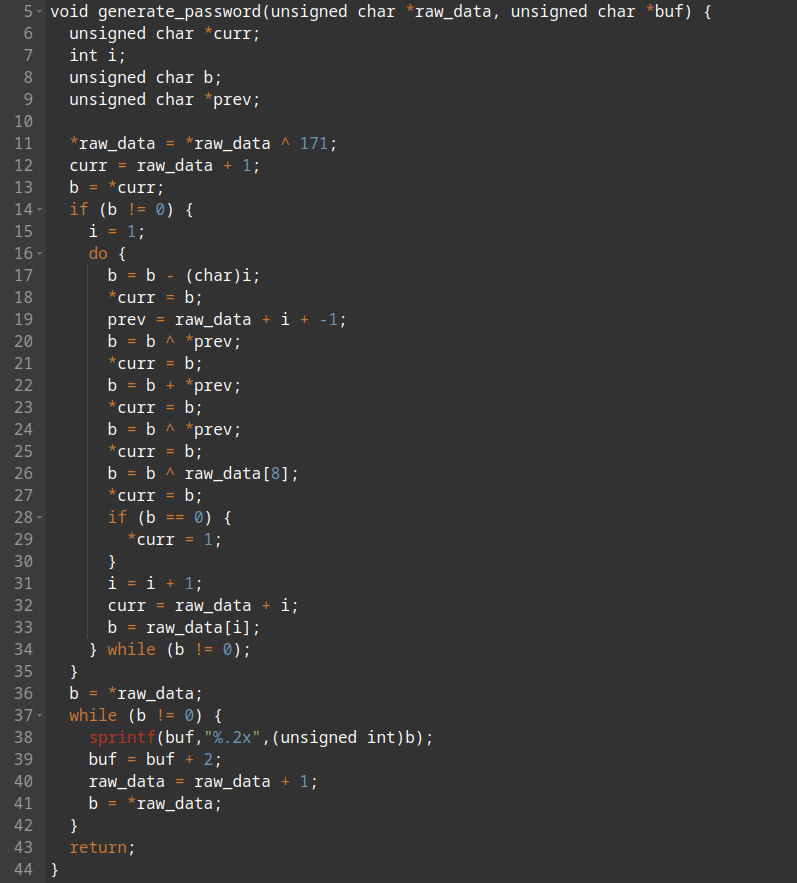 5 void generate_password(unsigned char *raw_data, unsigned char *buf) {
6   unsigned char *curr;
7   int i;
8   unsigned char b;
9   unsigned char *prev;
10
11   *raw_data = *raw_data ^ 171;
12   curr = raw_data + 1;
13   b = *curr;
14   if (b != 0) {
15     i = 1;
16     do {
17       b = b - (char)i;
18       *curr = b;
19       prev = raw_data + i + -1;
20       b = b ^ *prev;
21       *curr = b;
22       b = b + *prev;
23       *curr = b;
24       b = b ^ *prev;
25       *curr = b;
26       b = b ^ raw_data[8];
27       *curr = b;
28       if (b == 0) {
29         *curr = 1;
30       }
31       i = i + 1;
32       curr = raw_data + i;
33       b = raw_data[i];
34     } while (b != 0);
35   }
36   b = *raw_data;
37   while (b != 0) {
38     sprintf(buf,"%.2x",(unsigned int)b);
39     buf = buf + 2;
40     raw_data = raw_data + 1;
41     b = *raw_data;
42   }
43   return;
44 }